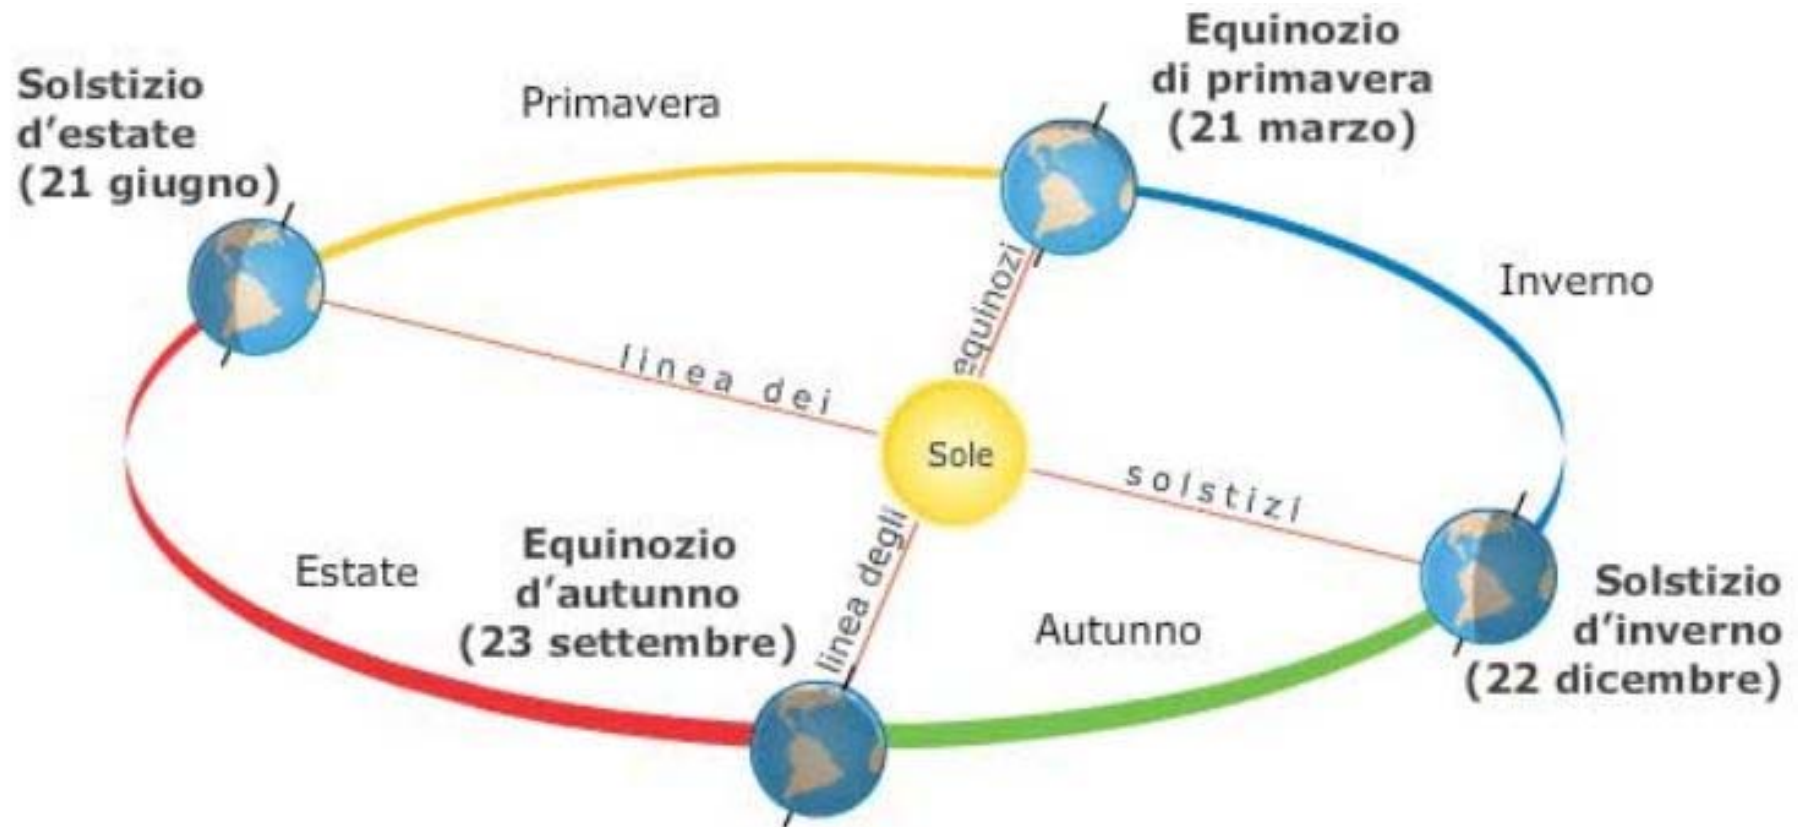 Solstizio
d'estate
(21 giugno)
Primavera
Equinozio
di primavera
(21 marzo)
Inverno
linea dei
solstizi
linea degli
equinozi
Sole
Estate
Equinozio
d'autunno
(23 settembre)
Autunno
Solstizio
d'inverno
(22 dicembre)